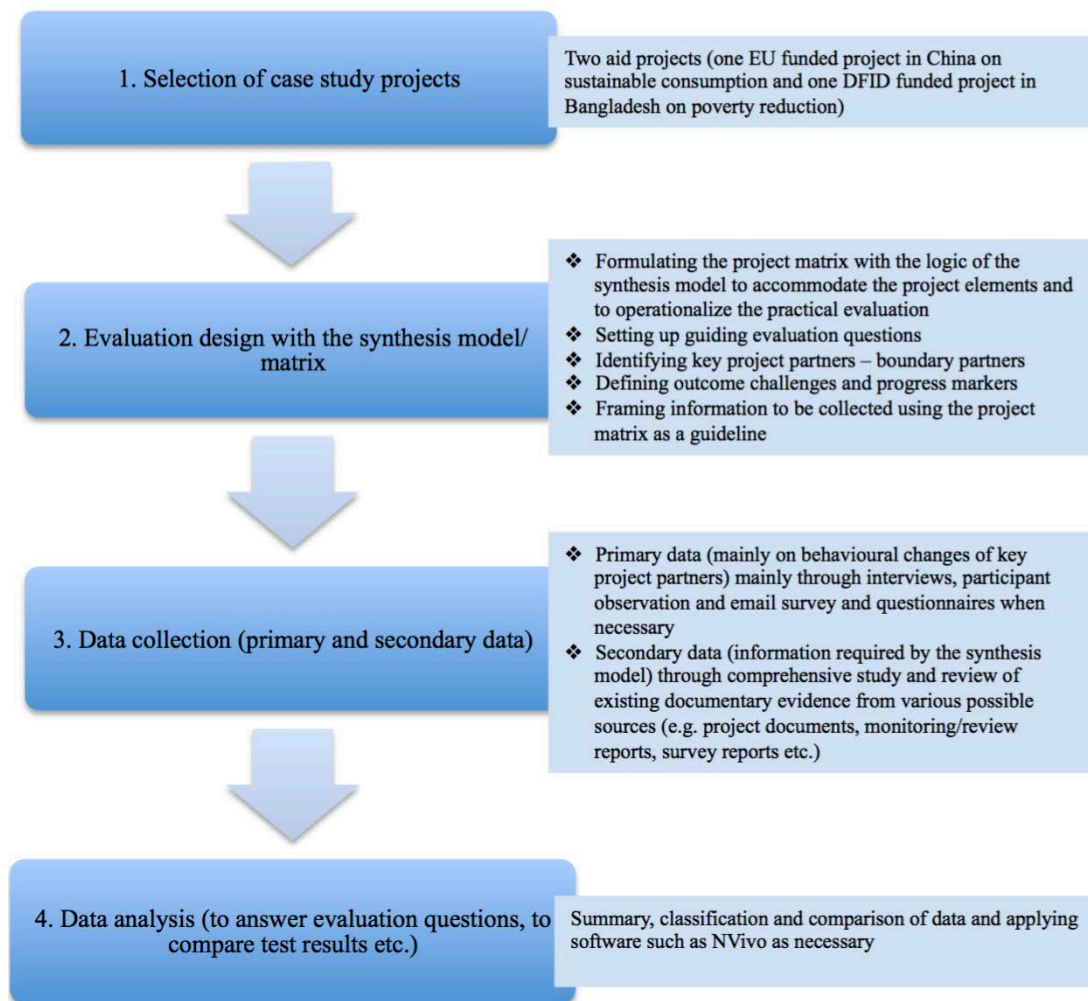 1. Selection of case study projects
Two aid projects (one EU funded project in China on
sustainable consumption and one DFID funded project in
Bangladesh on poverty reduction)
2. Evaluation design with the synthesis model/
matrix
❖ Formulating the project matrix with the logic of the
synthesis model to accommodate the project elements and
to operationalize the practical evaluation
❖ Setting up guiding evaluation questions
❖ Identifying key project partners – boundary partners
❖ Defining outcome challenges and progress markers
❖ Framing information to be collected using the project
matrix as a guideline
3. Data collection (primary and secondary data)
❖ Primary data (mainly on behavioural changes of key
project partners) mainly through interviews, participant
observation and email survey and questionnaires when
necessary
❖ Secondary data (information required by the synthesis
model) through comprehensive study and review of
existing documentary evidence from various possible
sources (e.g. project documents, monitoring/review
reports, survey reports etc.)
4. Data analysis (to answer evaluation questions, to
compare test results etc.)
Summary, classification and comparison of data and applying
software such as NVivo as necessary